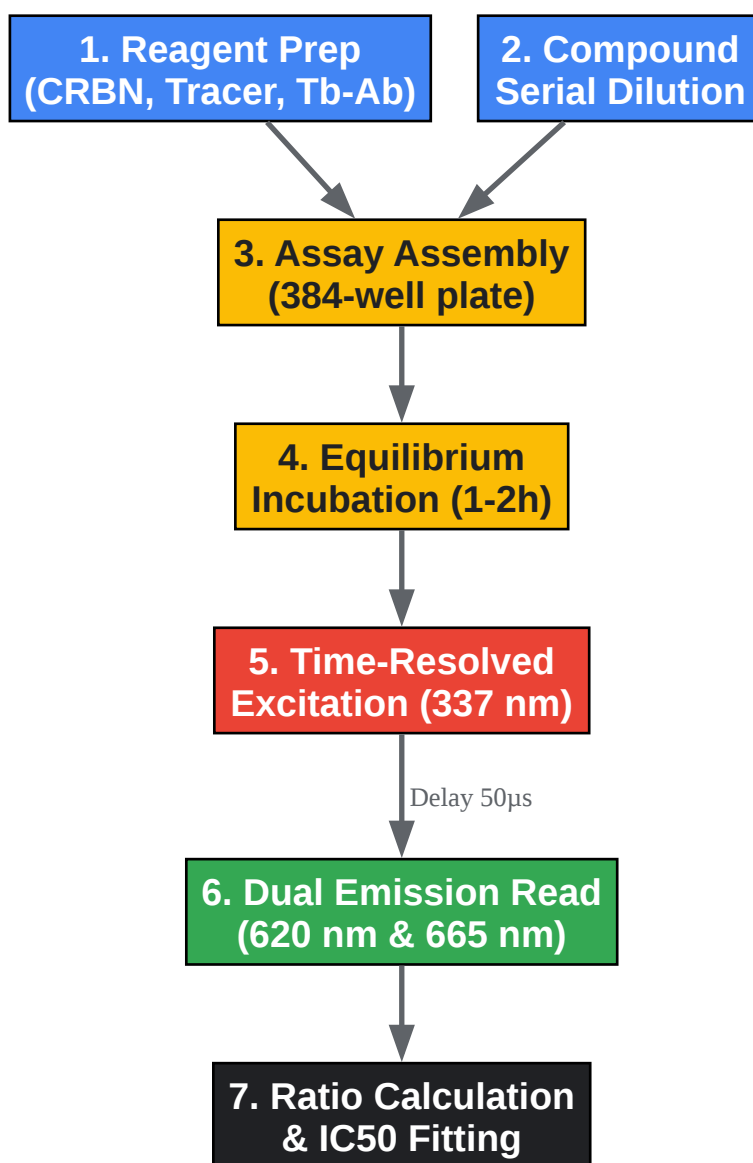 1. Reagent Prep
(CRBN, Tracer, Tb-Ab)
2. Compound
Serial Dilution
3. Assay Assembly
(384-well plate)
4. Equilibrium
Incubation (1-2h)
5. Time-Resolved
Excitation (337 nm)
Delay 50µs
6. Dual Emission Read
(620 nm & 665 nm)
7. Ratio Calculation
& IC50 Fitting